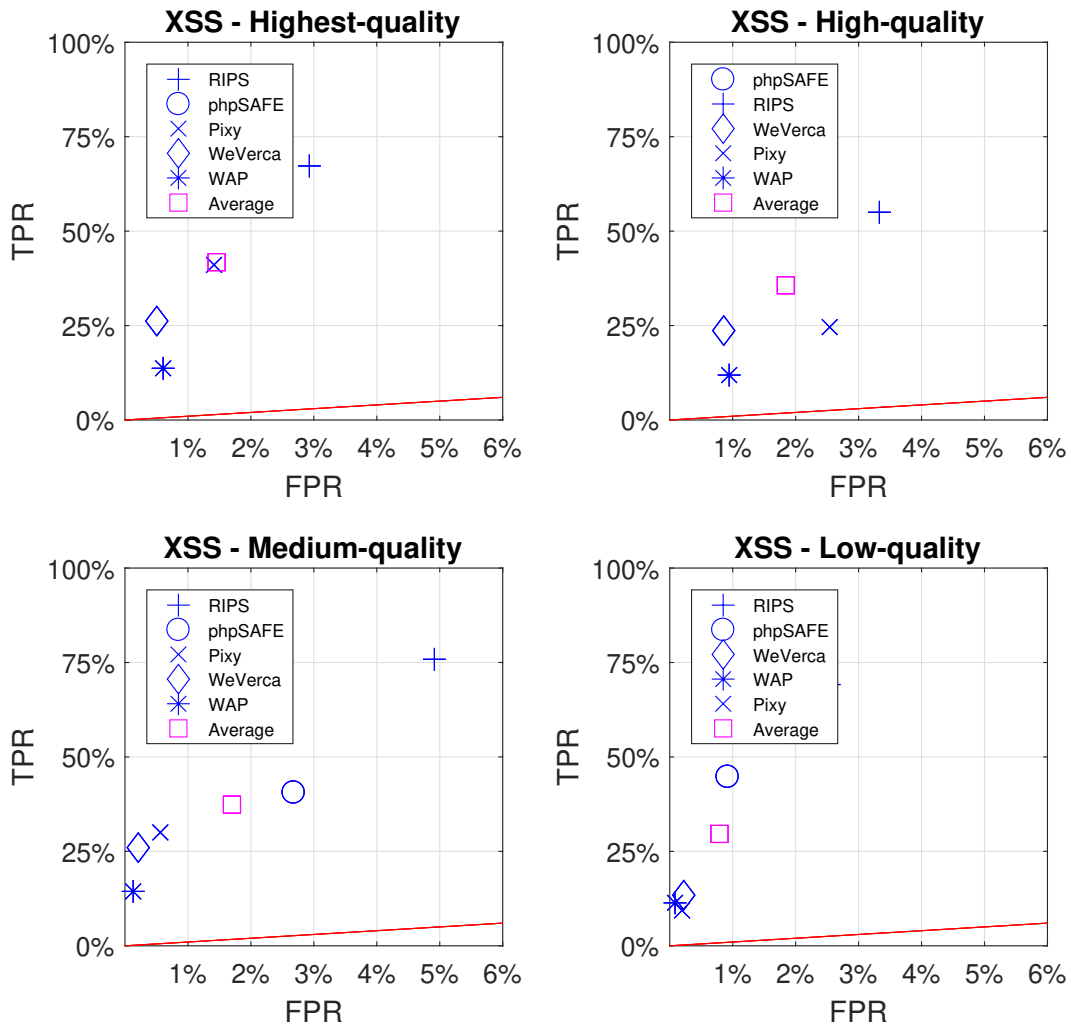 XSS - Highest-quality
100%
75%
50%
25%
0%
TPR
RIPS
phpSAFE
Pixy
WeVerca
WAP
Average
1% 2% 3% 4% 5% 6%
FPR
XSS - High-quality
100%
75%
50%
25%
0%
TPR
phpSAFE
RIPS
WeVerca
Pixy
WAP
Average
1% 2% 3% 4% 5% 6%
FPR
XSS - Medium-quality
100%
75%
50%
25%
0%
TPR
RIPS
phpSAFE
Pixy
WeVerca
WAP
Average
1% 2% 3% 4% 5% 6%
FPR
XSS - Low-quality
100%
75%
50%
25%
0%
TPR
RIPS
phpSAFE
WeVerca
WAP
Pixy
Average
1% 2% 3% 4% 5% 6%
FPR